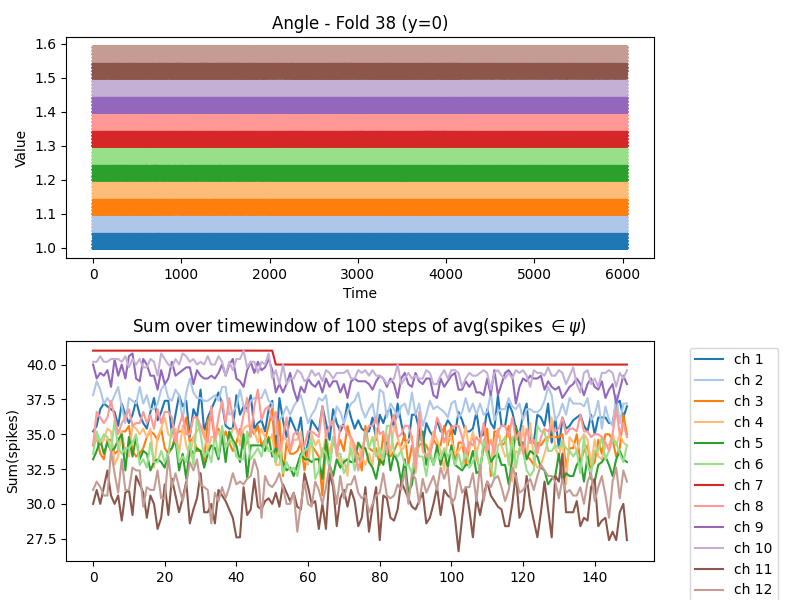 Angle - Fold 38 (y=0)
1.6
1.5
1.4
1.3
1.2
1.1
1.0
Value
0 1000 2000 3000 4000 5000 6000
Time
Sum over timewindow of 100 steps of avg(spikes ∈ ψ)
40.0
37.5
35.0
32.5
30.0
27.5
Sum(spikes)
0 20 40 60 80 100 120 140
ch 1
ch 2
ch 3
ch 4
ch 5
ch 6
ch 7
ch 8
ch 9
ch 10
ch 11
ch 12